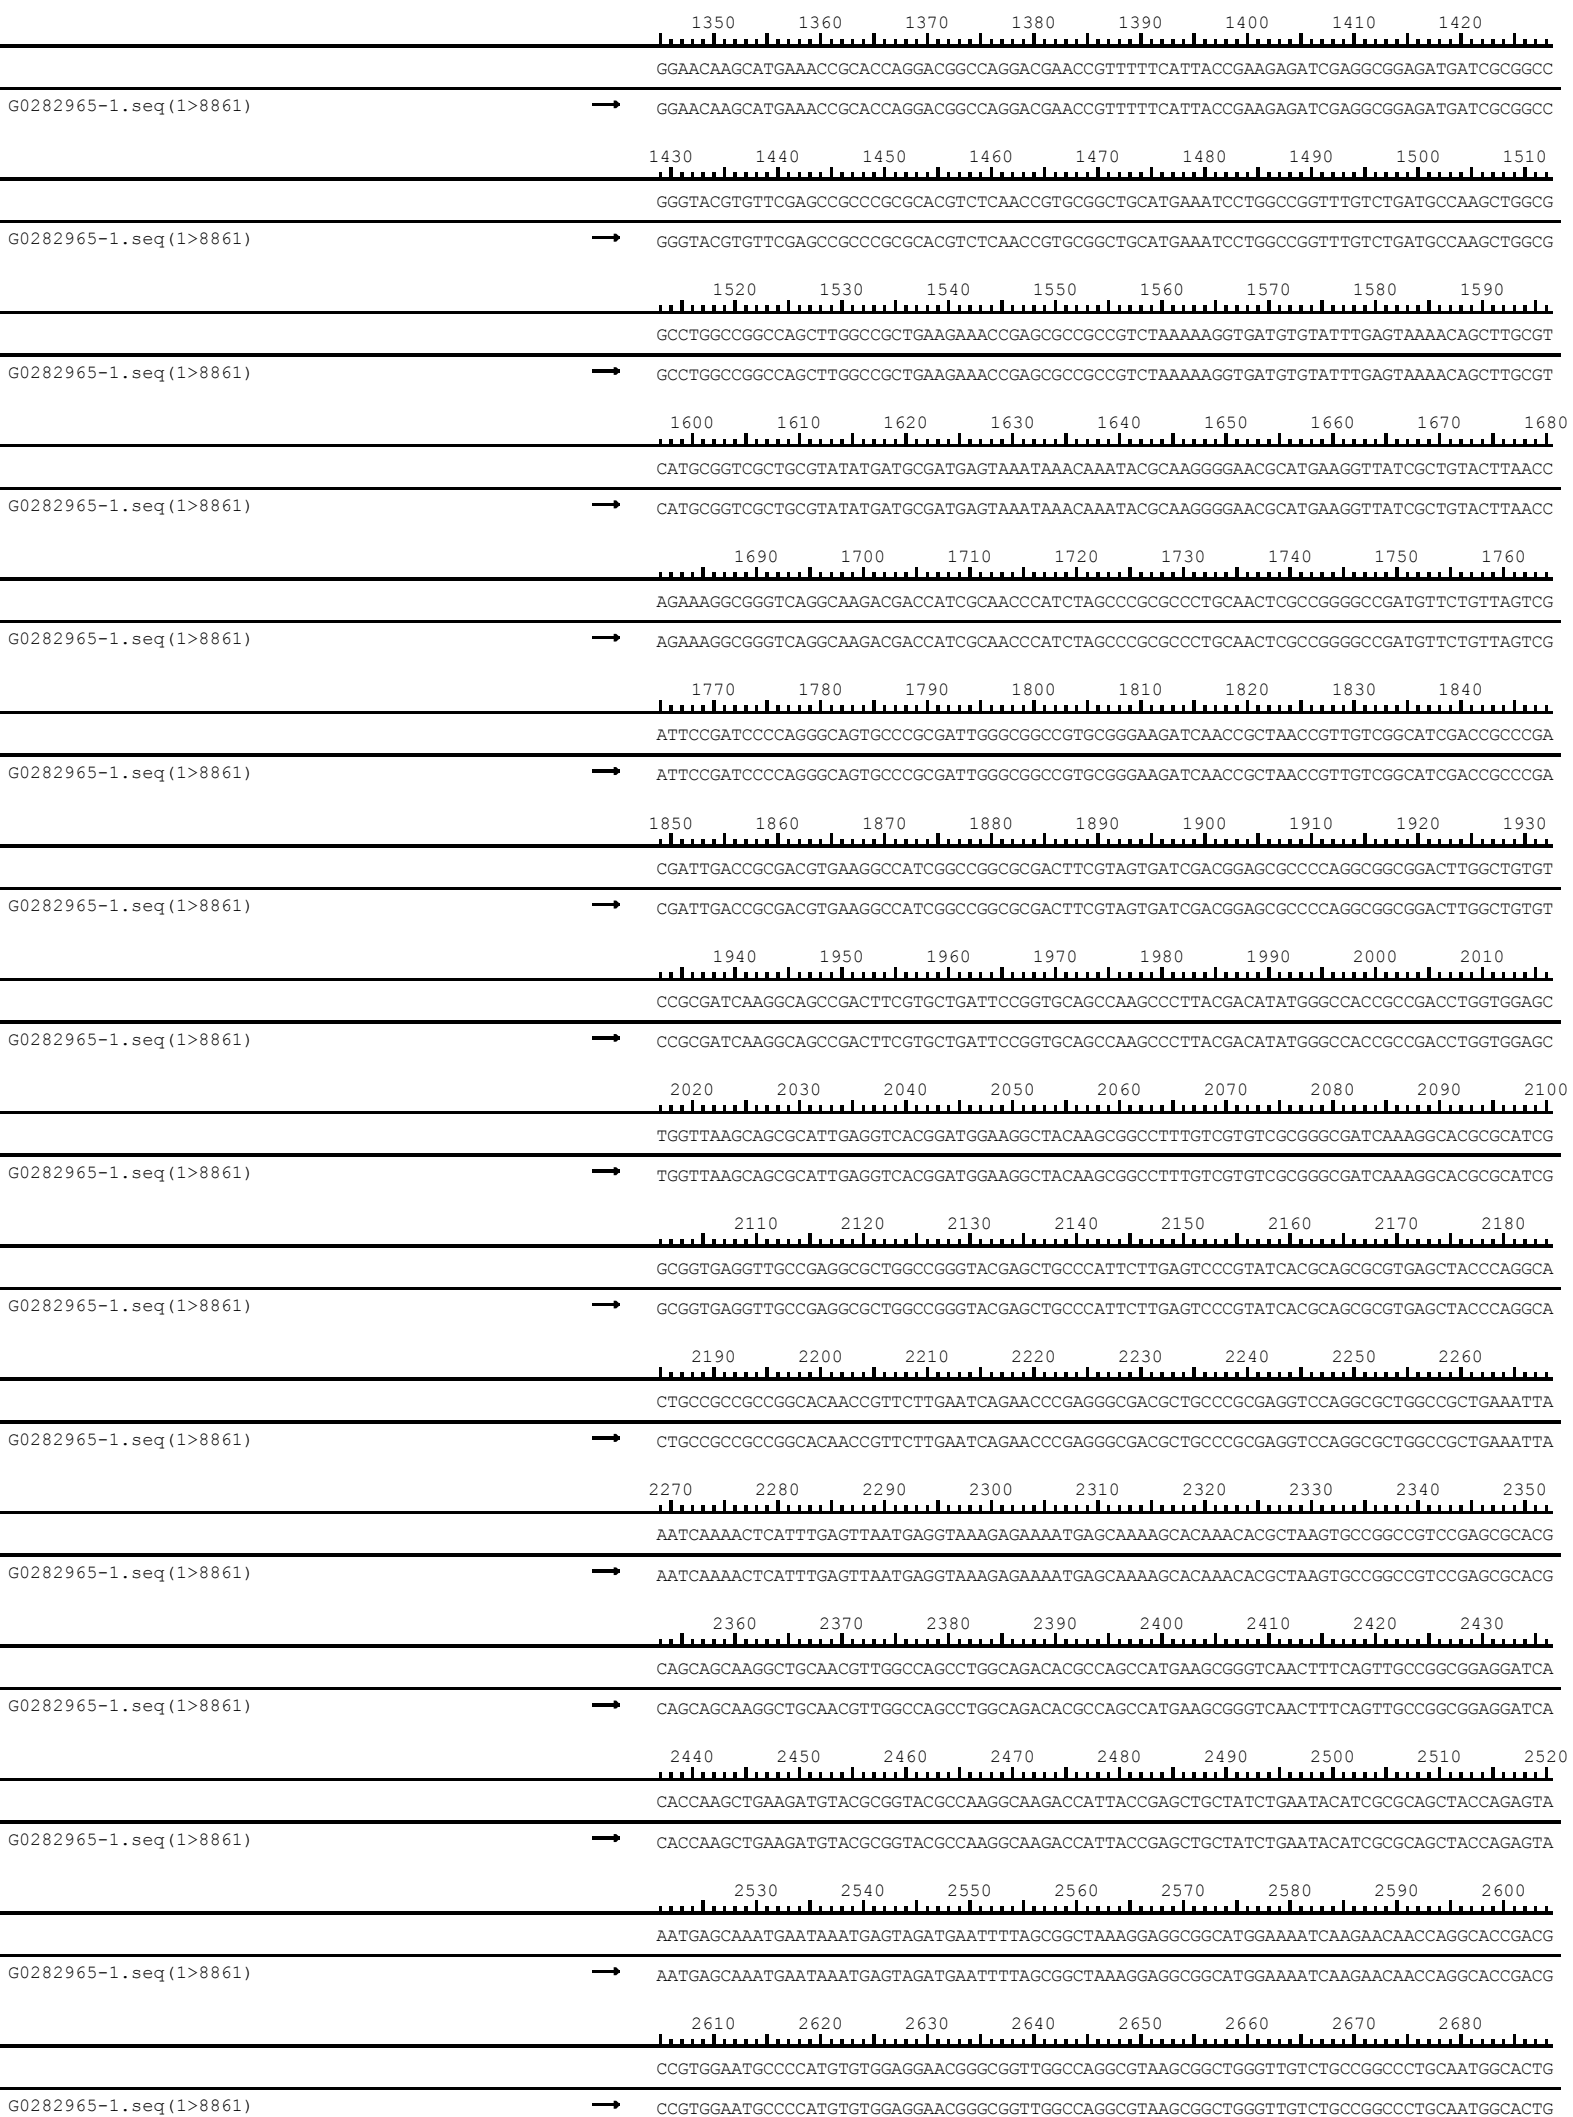 1350 1360 1370 1380 1390 1400 1410 1420
GGAACAAGCATGAAACCGCACCAGGACGGCCAGGACGAACCGTTTTTCATTACCGAAGAGATCGAGGCGGAGATGATCGCGGCC
G0282965-1.seq(1>8861) → GGAACAAGCATGAAACCGCACCAGGACGGCCAGGACGAACCGTTTTTCATTACCGAAGAGATCGAGGCGGAGATGATCGCGGCC
1430 1440 1450 1460 1470 1480 1490 1500 1510
GGGTACGTGTTCGAGCCGCCCGCGCACGTCTCAACCGTGCGGCTGCATGAAATCCTGGCCGGTTTGTCTGATGCCAAGCTGGCG
G0282965-1.seq(1>8861) → GGGTACGTGTTCGAGCCGCCCGCGCACGTCTCAACCGTGCGGCTGCATGAAATCCTGGCCGGTTTGTCTGATGCCAAGCTGGCG
1520 1530 1540 1550 1560 1570 1580 1590
GCCTGGCCGGCCAGCTTGGCCGCTGAAGAAACCGAGCGCCGCCGTCTAAAAAGGTGATGTGTATTTGAGTAAAACAGCTTGCGT
G0282965-1.seq(1>8861) → GCCTGGCCGGCCAGCTTGGCCGCTGAAGAAACCGAGCGCCGCCGTCTAAAAAGGTGATGTGTATTTGAGTAAAACAGCTTGCGT
1600 1610 1620 1630 1640 1650 1660 1670 1680
CATGCGGTCGCTGCGTATATGATGCGATGAGTAAATAAACAAATACGCAAGGGGAACGCATGAAGGTTATCGCTGTACTTAACC
G0282965-1.seq(1>8861) → CATGCGGTCGCTGCGTATATGATGCGATGAGTAAATAAACAAATACGCAAGGGGAACGCATGAAGGTTATCGCTGTACTTAACC
1690 1700 1710 1720 1730 1740 1750 1760
AGAAAGGCGGGTCAGGCAAGACGACCATCGCAACCCATCTAGCCCGCGCCCTGCAACTCGCCGGGGCCGATGTTCTGTTAGTCG
G0282965-1.seq(1>8861) → AGAAAGGCGGGTCAGGCAAGACGACCATCGCAACCCATCTAGCCCGCGCCCTGCAACTCGCCGGGGCCGATGTTCTGTTAGTCG
1770 1780 1790 1800 1810 1820 1830 1840
ATTCCGATCCCCAGGGCAGTGCCCGCGATTGGGCGGCCGTGCGGGAAGATCAACCGCTAACCGTTGTCGGCATCGACCGCCCGA
G0282965-1.seq(1>8861) → ATTCCGATCCCCAGGGCAGTGCCCGCGATTGGGCGGCCGTGCGGGAAGATCAACCGCTAACCGTTGTCGGCATCGACCGCCCGA
1850 1860 1870 1880 1890 1900 1910 1920 1930
CGATTGACCGCGACGTGAAGGCCATCGGCCGGCGCGACTTCGTAGTGATCGACGGAGCGCCCCAGGCGGCGGACTTGGCTGTGT
G0282965-1.seq(1>8861) → CGATTGACCGCGACGTGAAGGCCATCGGCCGGCGCGACTTCGTAGTGATCGACGGAGCGCCCCAGGCGGCGGACTTGGCTGTGT
1940 1950 1960 1970 1980 1990 2000 2010
CCGCGATCAAGGCAGCCGACTTCGTGCTGATTCCGGTGCAGCCAAGCCCTTACGACATATGGGCCACCGCCGACCTGGTGGAGC
G0282965-1.seq(1>8861) → CCGCGATCAAGGCAGCCGACTTCGTGCTGATTCCGGTGCAGCCAAGCCCTTACGACATATGGGCCACCGCCGACCTGGTGGAGC
2020 2030 2040 2050 2060 2070 2080 2090 2100
TGGTTAAGCAGCGCATTGAGGTCACGGATGGAAGGCTACAAGCGGCCTTTGTCGTGTCGCGGGCGATCAAAGGCACGCGCATCG
G0282965-1.seq(1>8861) → TGGTTAAGCAGCGCATTGAGGTCACGGATGGAAGGCTACAAGCGGCCTTTGTCGTGTCGCGGGCGATCAAAGGCACGCGCATCG
2110 2120 2130 2140 2150 2160 2170 2180
GCGGTGAGGTTGCCGAGGCGCTGGCCGGGTACGAGCTGCCCATTCTTGAGTCCCGTATCACGCAGCGCGTGAGCTACCCAGGCA
G0282965-1.seq(1>8861) → GCGGTGAGGTTGCCGAGGCGCTGGCCGGGTACGAGCTGCCCATTCTTGAGTCCCGTATCACGCAGCGCGTGAGCTACCCAGGCA
2190 2200 2210 2220 2230 2240 2250 2260
CTGCCGCCGCCGGCACAACCGTTCTTGAATCAGAACCCGAGGGCGACGCTGCCCGCGAGGTCCAGGCGCTGGCCGCTGAAATTA
G0282965-1.seq(1>8861) → CTGCCGCCGCCGGCACAACCGTTCTTGAATCAGAACCCGAGGGCGACGCTGCCCGCGAGGTCCAGGCGCTGGCCGCTGAAATTA
2270 2280 2290 2300 2310 2320 2330 2340 2350
AATCAAAACTCATTTGAGTTAATGAGGTAAAGAGAAAATGAGCAAAAGCACAAACACGCTAAGTGCCGGCCGTCCGAGCGCACG
G0282965-1.seq(1>8861) → AATCAAAACTCATTTGAGTTAATGAGGTAAAGAGAAAATGAGCAAAAGCACAAACACGCTAAGTGCCGGCCGTCCGAGCGCACG
2360 2370 2380 2390 2400 2410 2420 2430
CAGCAGCAAGGCTGCAACGTTGGCCAGCCTGGCAGACACGCCAGCCATGAAGCGGGTCAACTTTCAGTTGCCGGCGGAGGATCA
G0282965-1.seq(1>8861) → CAGCAGCAAGGCTGCAACGTTGGCCAGCCTGGCAGACACGCCAGCCATGAAGCGGGTCAACTTTCAGTTGCCGGCGGAGGATCA
2440 2450 2460 2470 2480 2490 2500 2510 2520
CACCAAGCTGAAGATGTACGCGGTACGCCAAGGCAAGACCATTACCGAGCTGCTATCTGAATACATCGCGCAGCTACCAGAGTA
G0282965-1.seq(1>8861) → CACCAAGCTGAAGATGTACGCGGTACGCCAAGGCAAGACCATTACCGAGCTGCTATCTGAATACATCGCGCAGCTACCAGAGTA
2530 2540 2550 2560 2570 2580 2590 2600
AATGAGCAAATGAATAAATGAGTAGATGAATTTTAGCGGCTAAAGGAGGCGGCATGGAAAATCAAGAACAACCAGGCACCGACG
G0282965-1.seq(1>8861) → AATGAGCAAATGAATAAATGAGTAGATGAATTTTAGCGGCTAAAGGAGGCGGCATGGAAAATCAAGAACAACCAGGCACCGACG
2610 2620 2630 2640 2650 2660 2670 2680
CCGTGGAATGCCCCATGTGTGGAGGAACGGGCGGTTGGCCAGGCGTAAGCGGCTGGGTTGTCTGCCGGCCCTGCAATGGCACTG
G0282965-1.seq(1>8861) → CCGTGGAATGCCCCATGTGTGGAGGAACGGGCGGTTGGCCAGGCGTAAGCGGCTGGGTTGTCTGCCGGCCCTGCAATGGCACTG